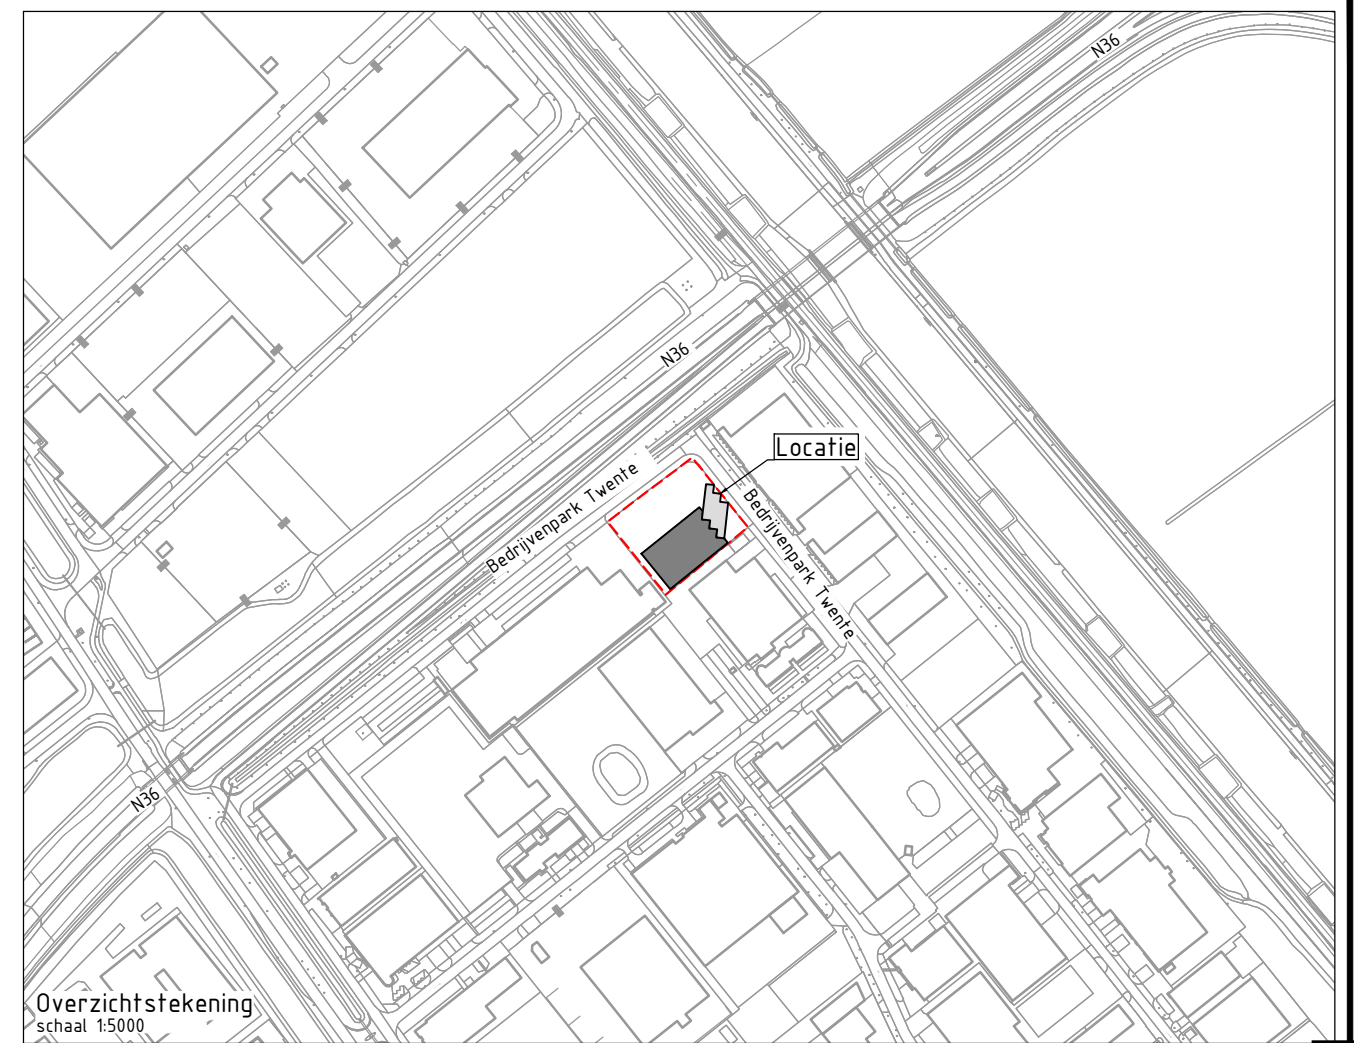 N36
N36
Locatie
Bedrijvenpark Twente
Bedrijvenpark Twente
N36
Overzichtstekening
schaal 1:5000